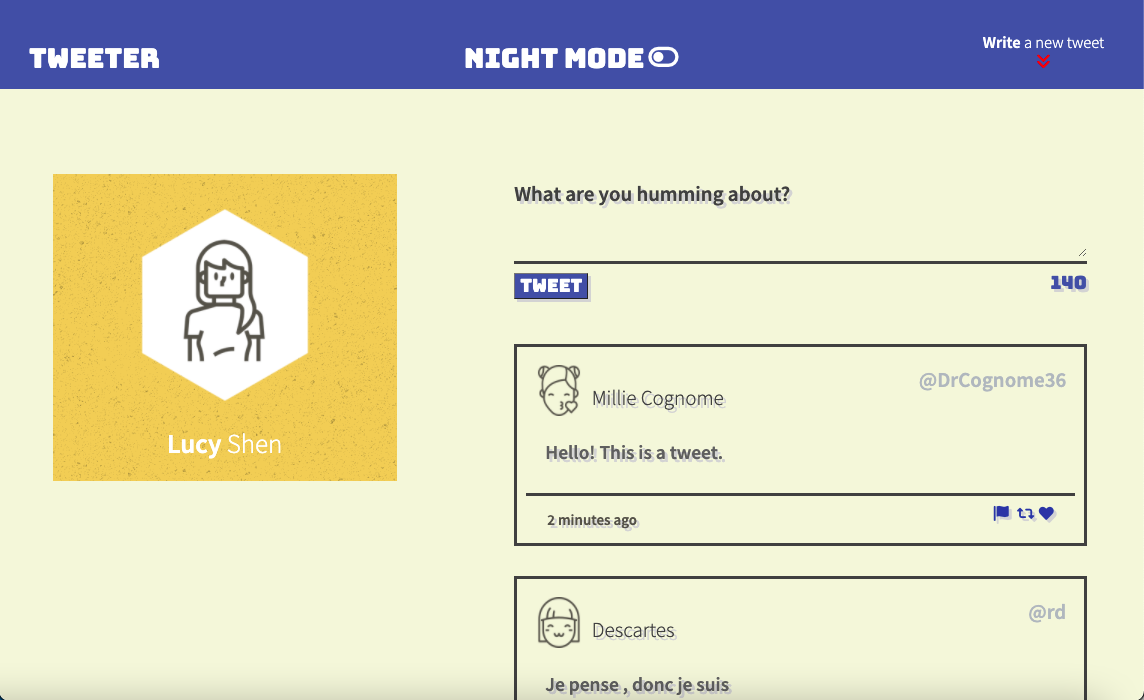 TWEETER
NIGHT MODE
Write a new tweet
Lucy Shen
What are you humming about?
TWEET
140
Millie Cognome
@DrCognome36
Hello! This is a tweet.
2 minutes ago
Descartes
@rd
Je pense , donc je suis